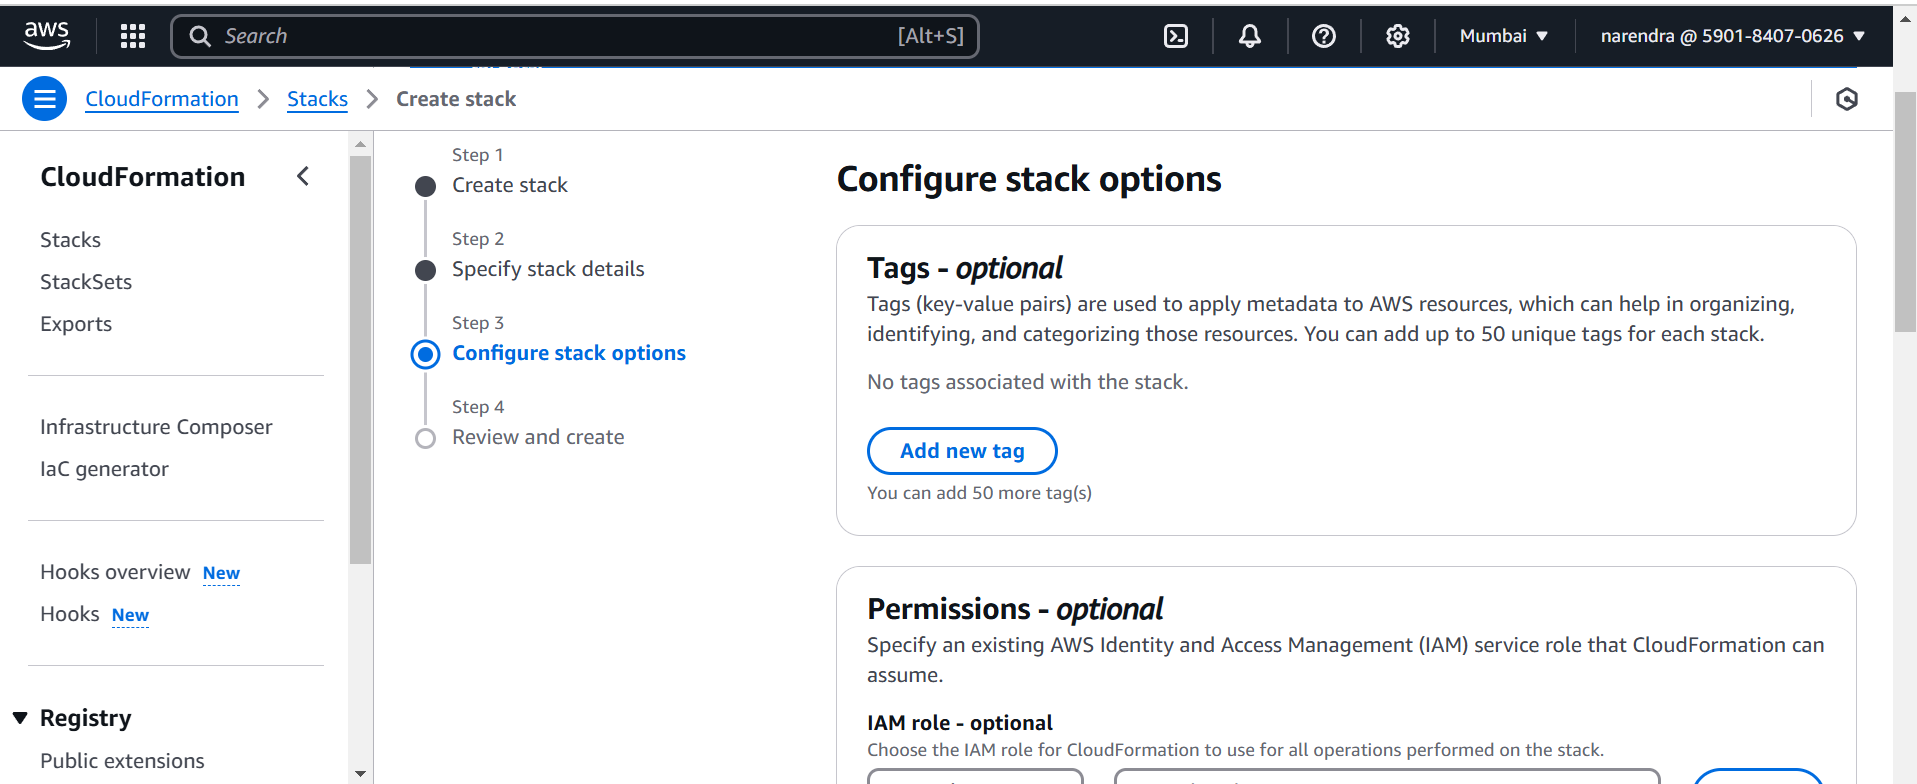 aws
Search [Alt+S]
Mumbai
narendra @ 5901-8407-0626
CloudFormation
Stacks
Create stack
CloudFormation
Stacks
StackSets
Exports
Infrastructure Composer
IaC generator
Hooks overview New
Hooks New
Registry
Public extensions
Step 1
Create stack
Step 2
Specify stack details
Step 3
Configure stack options
Step 4
Review and create
Configure stack options
Tags - optional
Tags (key-value pairs) are used to apply metadata to AWS resources, which can help in organizing,
identifying, and categorizing those resources. You can add up to 50 unique tags for each stack.
No tags associated with the stack.
Add new tag
You can add 50 more tag(s)
Permissions - optional
Specify an existing AWS Identity and Access Management (IAM) service role that CloudFormation can
assume.
IAM role - optional
Choose the IAM role for CloudFormation to use for all operations performed on the stack.